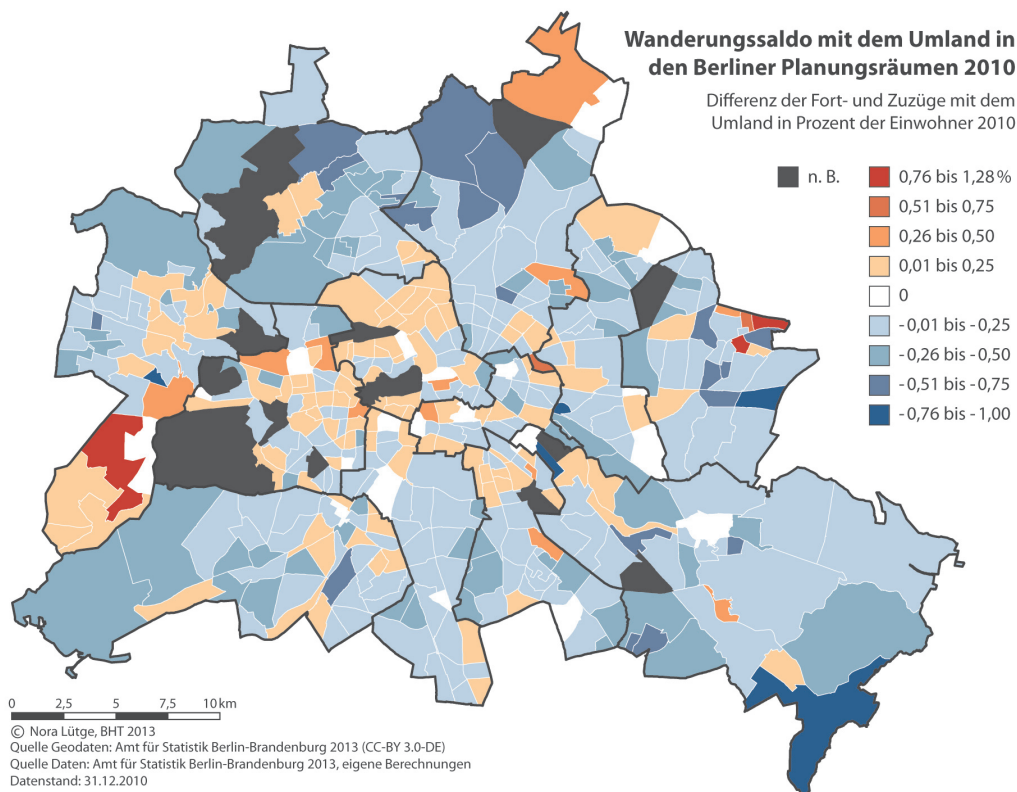 Wanderungssaldo mit dem Umland in
den Berliner Planungsräumen 2010
Differenz der Fort- und Zuzüge mit dem
Umland in Prozent der Einwohner 2010
n. B.
0,76 bis 1,28 %
0,51 bis 0,75
0,26 bis 0,50
0,01 bis 0,25
0
- 0,01 bis - 0,25
- 0,26 bis - 0,50
- 0,51 bis - 0,75
- 0,76 bis - 1,00
0 2,5 5 7,5 10 km
© Nora Lütge, BHT 2013
Quelle Geodaten: Amt für Statistik Berlin-Brandenburg 2013 (CC-BY 3.0-DE)
Quelle Daten: Amt für Statistik Berlin-Brandenburg 2013, eigene Berechnungen
Datenstand: 31.12.2010